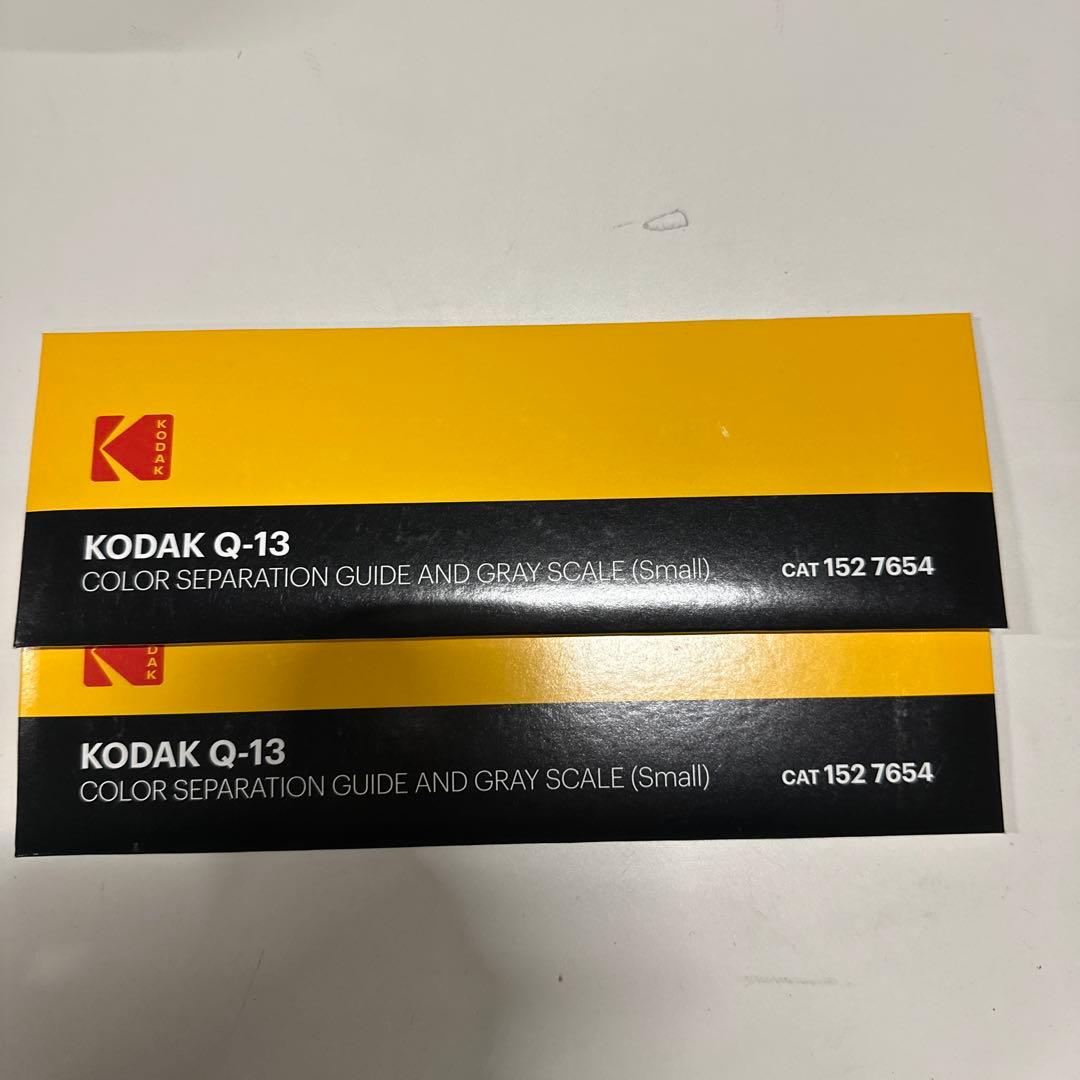 KODAK
KODAK Q-13
COLOR SEPARATION GUIDE AND GRAY SCALE (Small)
CAT 152 7654
DAK
KODAK Q-13
COLOR SEPARATION GUIDE AND GRAY SCALE (Small)
CAT 152 7654